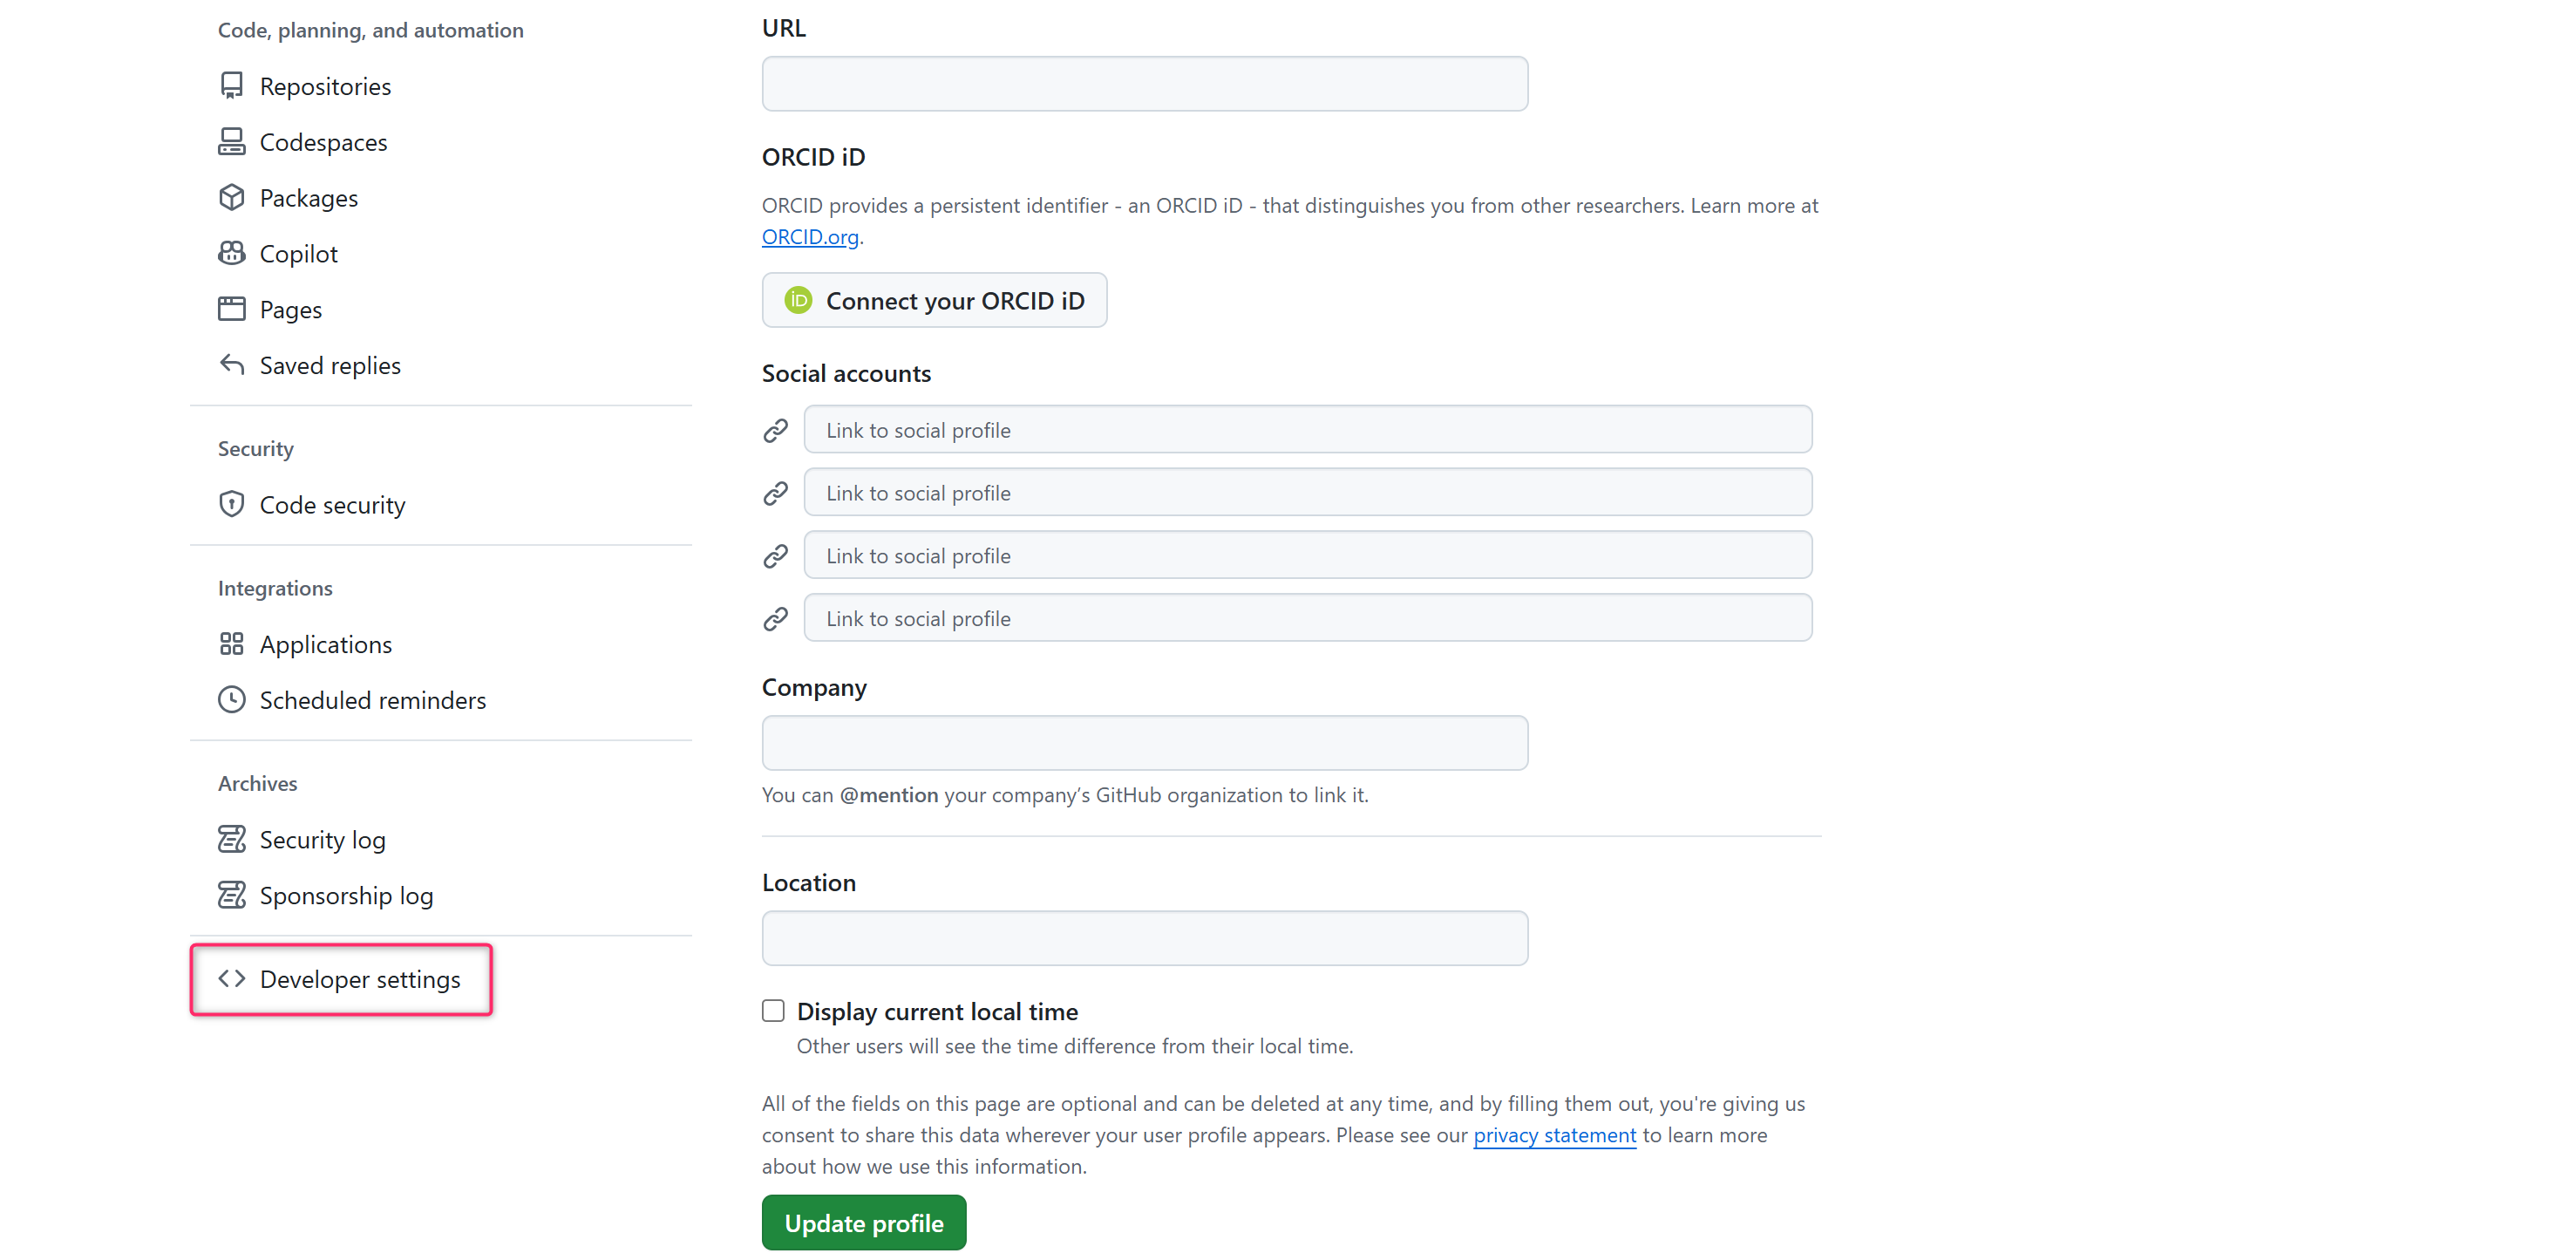 Code, planning, and automation
Repositories
Codespaces
Packages
Copilot
Pages
Saved replies
Security
Code security
Integrations
Applications
Scheduled reminders
Archives
Security log
Sponsorship log
Developer settings
URL
ORCID iD
ORCID provides a persistent identifier - an ORCID iD - that distinguishes you from other researchers. Learn more at
ORCID.org.
iD Connect your ORCID iD
Social accounts
Link to social profile
Link to social profile
Link to social profile
Link to social profile
Company
You can @mention your company’s GitHub organization to link it.
Location
Display current local time
Other users will see the time difference from their local time.
All of the fields on this page are optional and can be deleted at any time, and by filling them out, you're giving us
consent to share this data wherever your user profile appears. Please see our privacy statement to learn more
about how we use this information.
Update profile